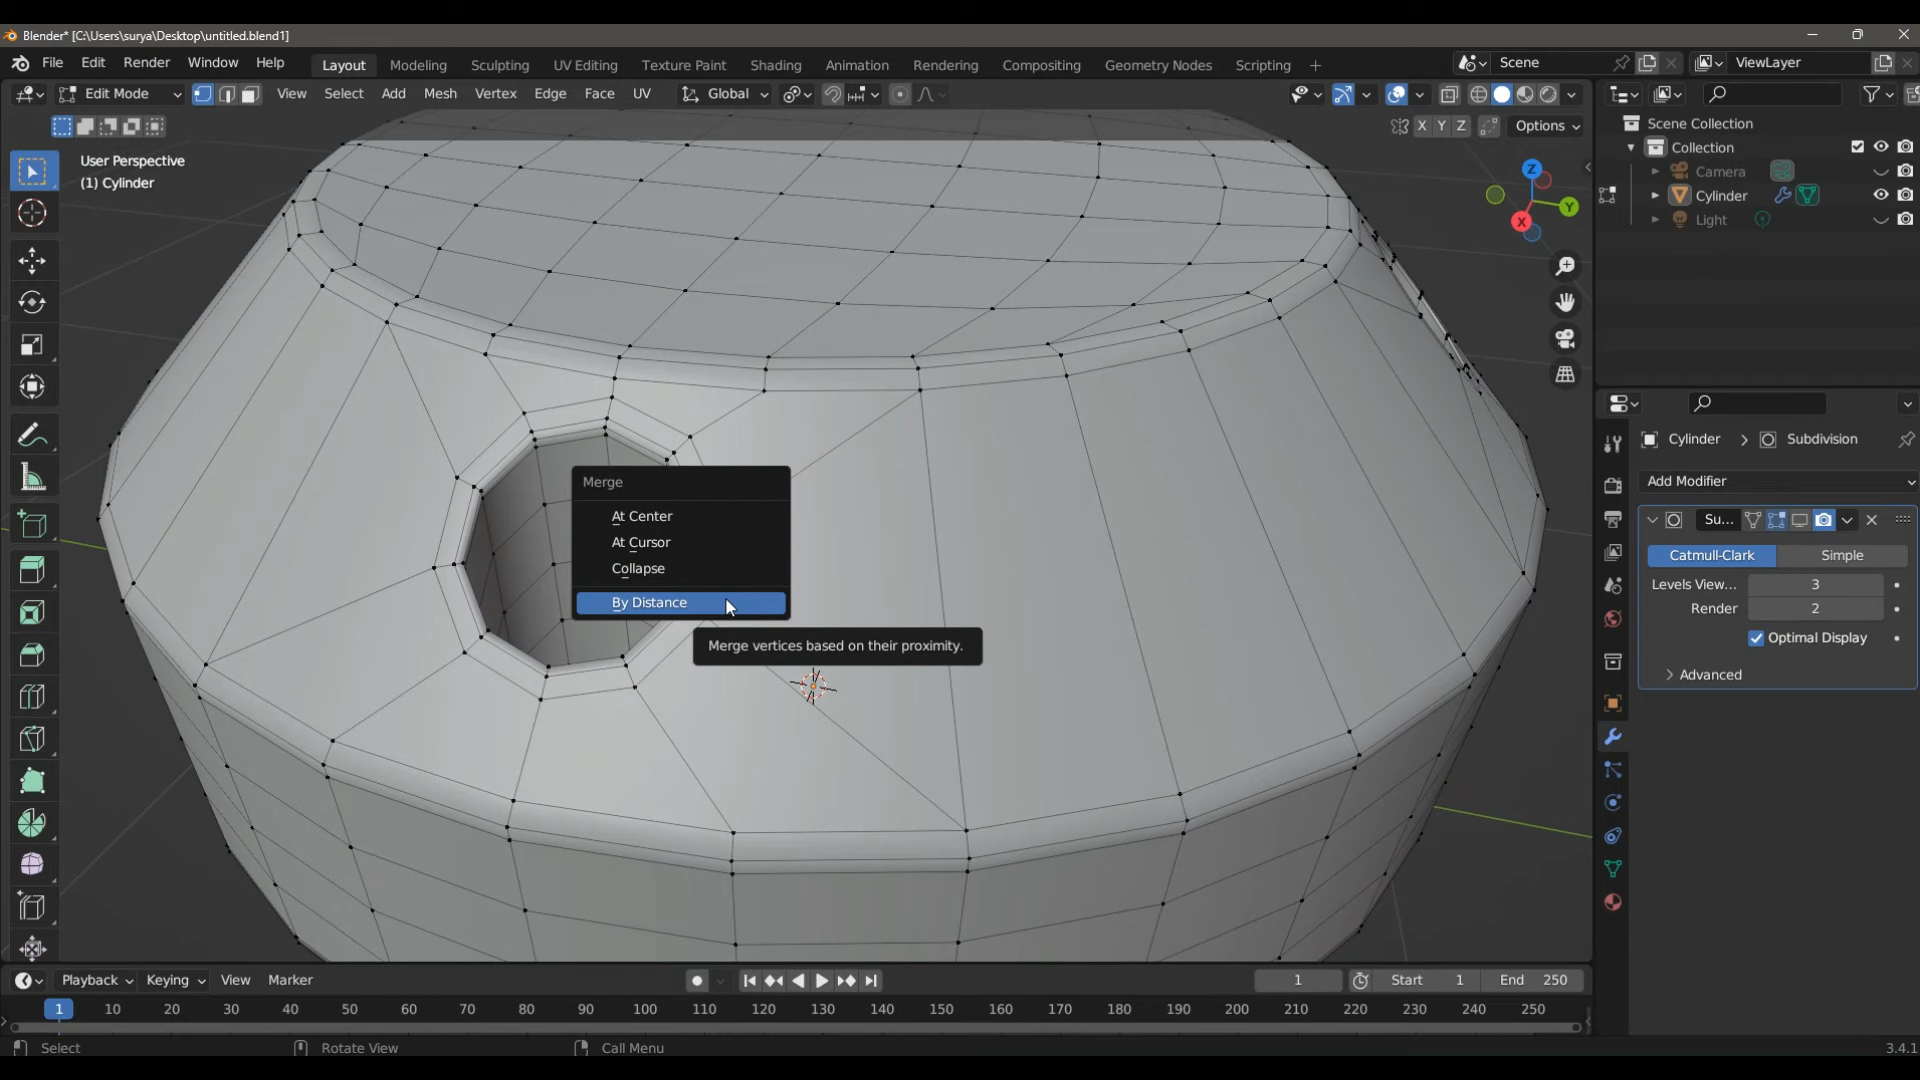 Blender* [C:\Users\surya\Desktop\untitled.blend1]
File Edit Render Window Help Layout Modeling Sculpting UV Editing Texture Paint Shading Animation Rendering Compositing Geometry Nodes Scripting + Scene ViewLayer
Edit Mode View Select Add Mesh Vertex Edge Face UV Global
X Y Z Options
User Perspective
(1) Cylinder
Z
Y
X
Scene Collection
Collection
Camera
Cylinder
Light
Cylinder > Subdivision
Add Modifier
Su...
Catmull-Clark Simple
Levels View... 3
Render 2
Optimal Display
Advanced
Merge
At Center
At Cursor
Collapse
By Distance
Merge vertices based on their proximity.
Playback Keying View Marker 1 Start 1 End 250
1 10 20 30 40 50 60 70 80 90 100 110 120 130 140 150 160 170 180 190 200 210 220 230 240 250
Select Rotate View Call Menu 3.4.1